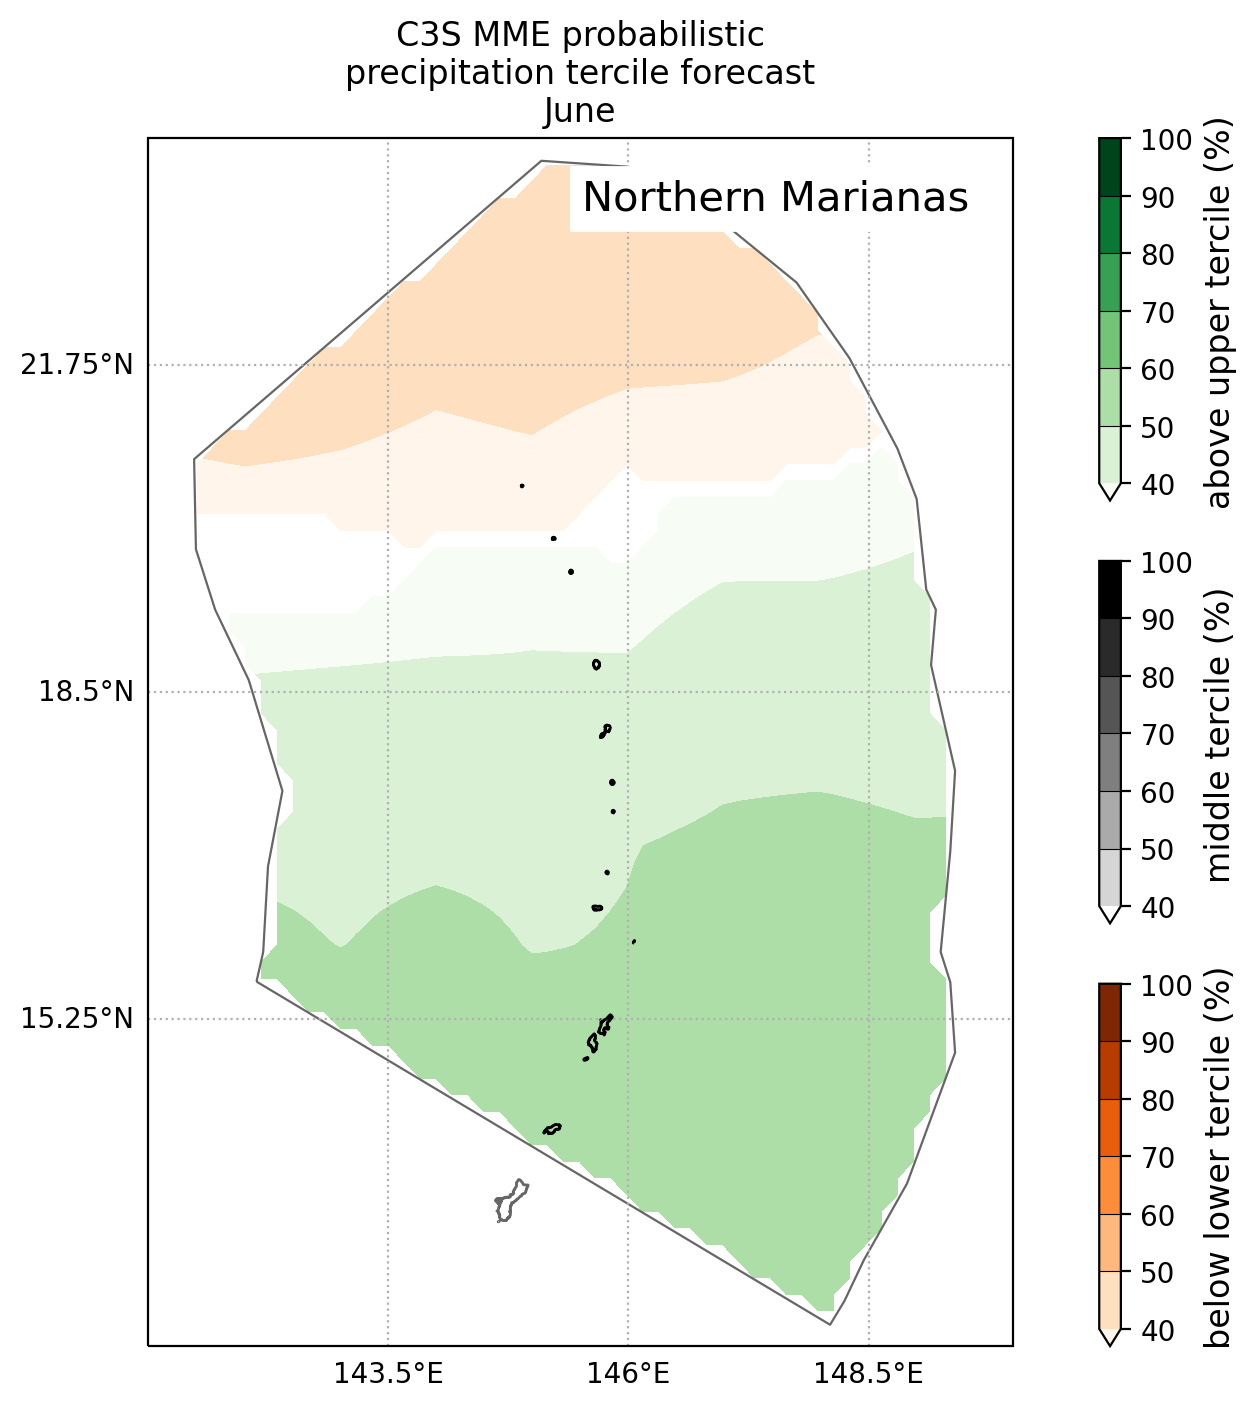 C3S MME probabilistic
precipitation tercile forecast
June
Northern Marianas
21.75°N
18.5°N
15.25°N
143.5°E
146°E
148.5°E
100
90
80
70
60
50
40
above upper tercile (%)
100
90
80
70
60
50
40
middle tercile (%)
100
90
80
70
60
50
40
below lower tercile (%)